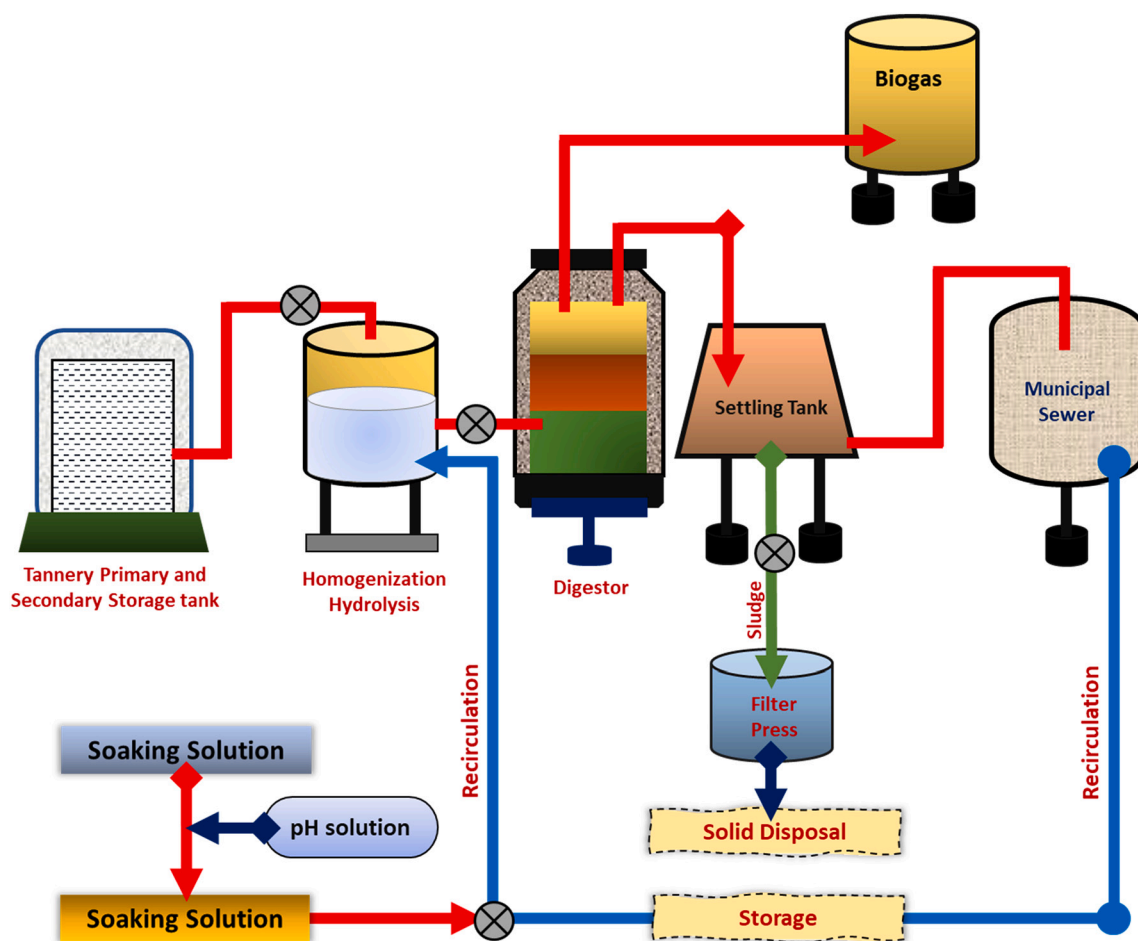 Biogas
Settling Tank
Municipal
Sewer
Tannery Primary and
Secondary Storage tank
Homogenization
Hydrolysis
Digestor
Sludge
Filter
Press
Recirculation
Recirculation
Soaking Solution
pH solution
Solid Disposal
Soaking Solution
Storage